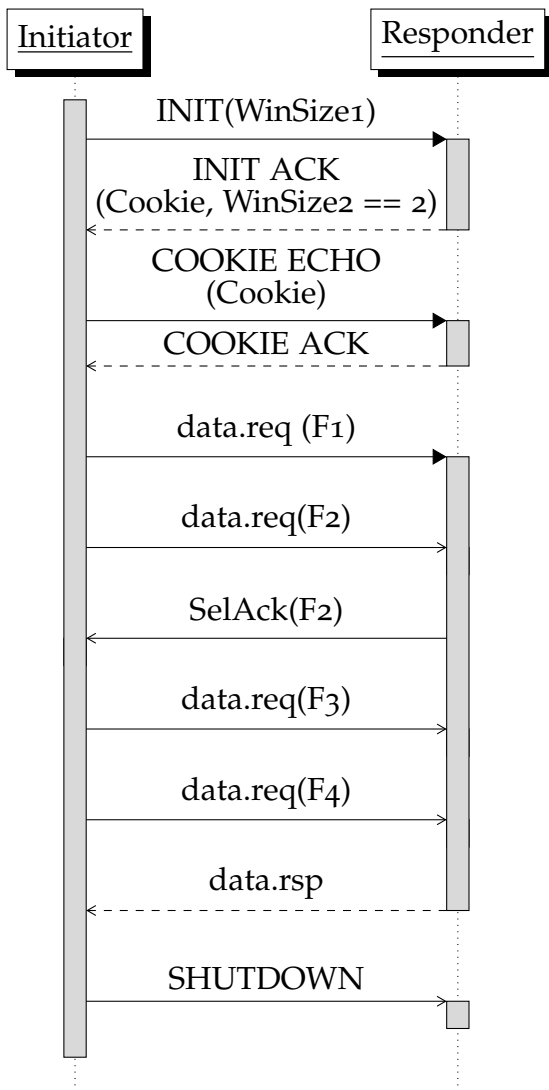 Initiator
Responder
INIT(WinSize1)
INIT ACK
(Cookie, WinSize2 == 2)
COOKIE ECHO
(Cookie)
COOKIE ACK
data.req (F1)
data.req(F2)
SelAck(F2)
data.req(F3)
data.req(F4)
data.rsp
SHUTDOWN